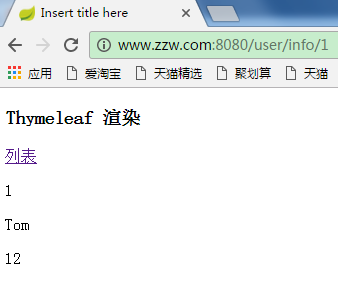 Insert title here
www.zzw.com:8080/user/info/1
应用 爱淘宝 天猫精选 聚划算 天猫
Thymeleaf 渲染
列表
1
Tom
12